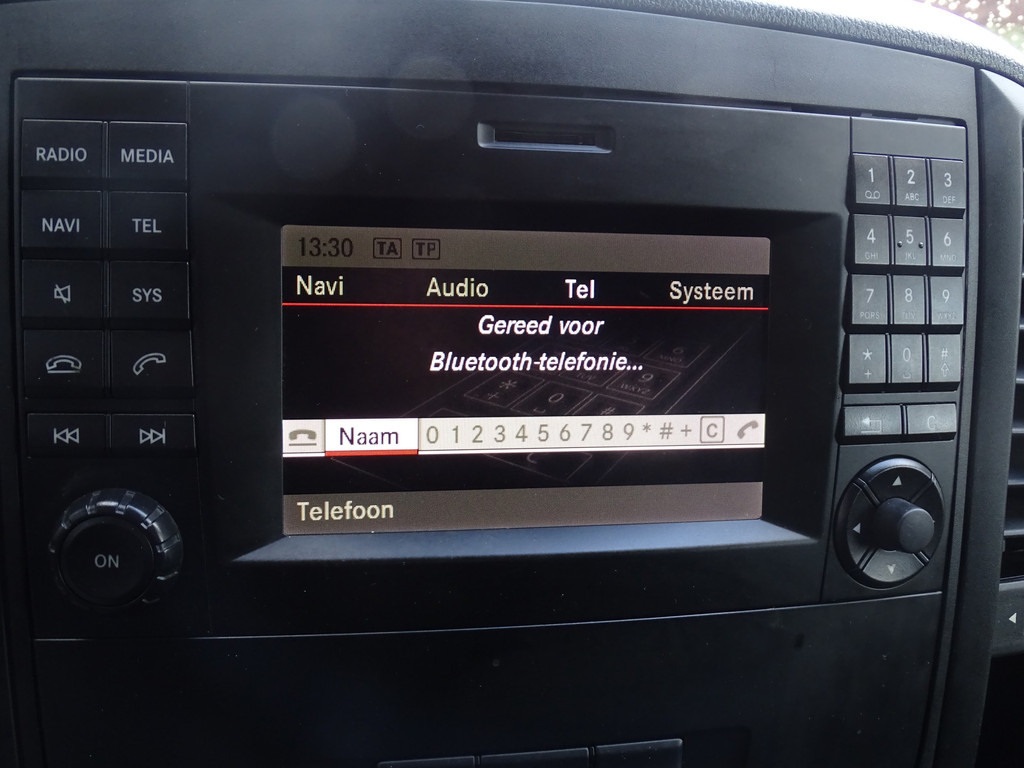 RADIO MEDIA
NAVI TEL
SYS
ON
13:30 TA TP
Navi Audio Tel Systeem
Gereed voor
Bluetooth-telefonie...
Naam 0 1 2 3 4 5 6 7 8 9 * # + C
Telefoon
1 2 3
ABC DEF
4 5 6
GHI JKL MNO
7 8 9
PQRS TUV WXYZ
* 0 #
+
C